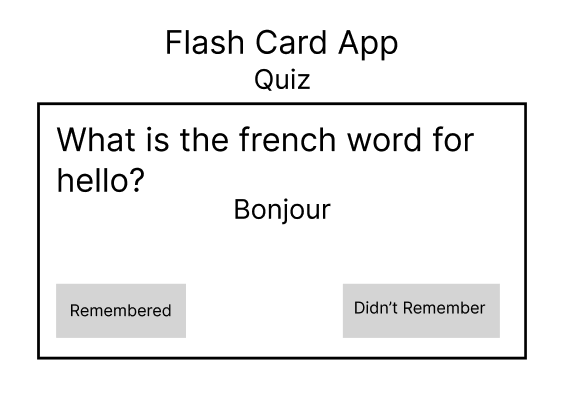 Flash Card App
Quiz
What is the french word for
hello?
Bonjour
Remembered
Didn’t Remember